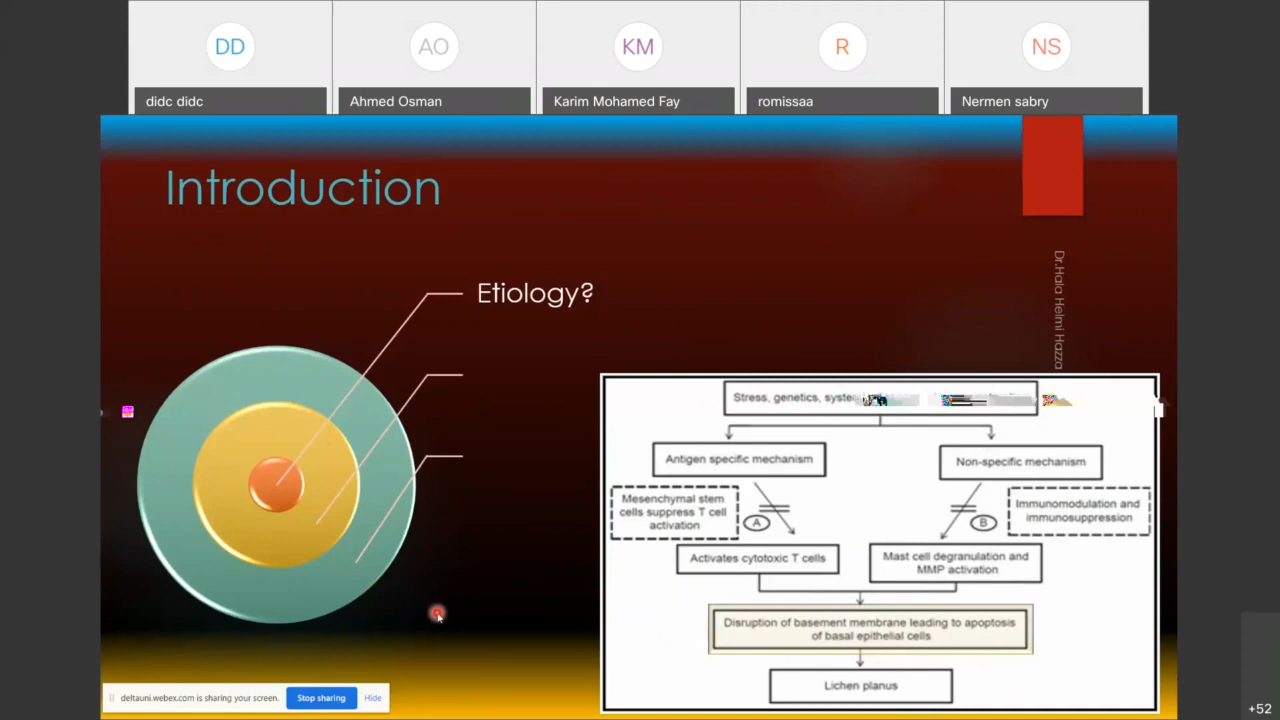 DD
AO
KM
R
NS
didc didc
Ahmed Osman
Karim Mohamed Fay
romissaa
Nermen sabry
Introduction
Dr.Hala Helmi Hazza
Etiology?
Stress, genetics,
Antigen specific mechanism
Non-specific mechanism
Mesenchymal stem
cells suppress T cell
activation
A
B
Immunomodulation and
immunosuppression
Activates cytotoxic T cells
Mast cell degranulation and
MMP activation
Disruption of basement membrane leading to apoptosis
of basal epithelial cells
Lichen planus
deltauni.webex.com is sharing your screen.
Stop sharing
Hide
+52